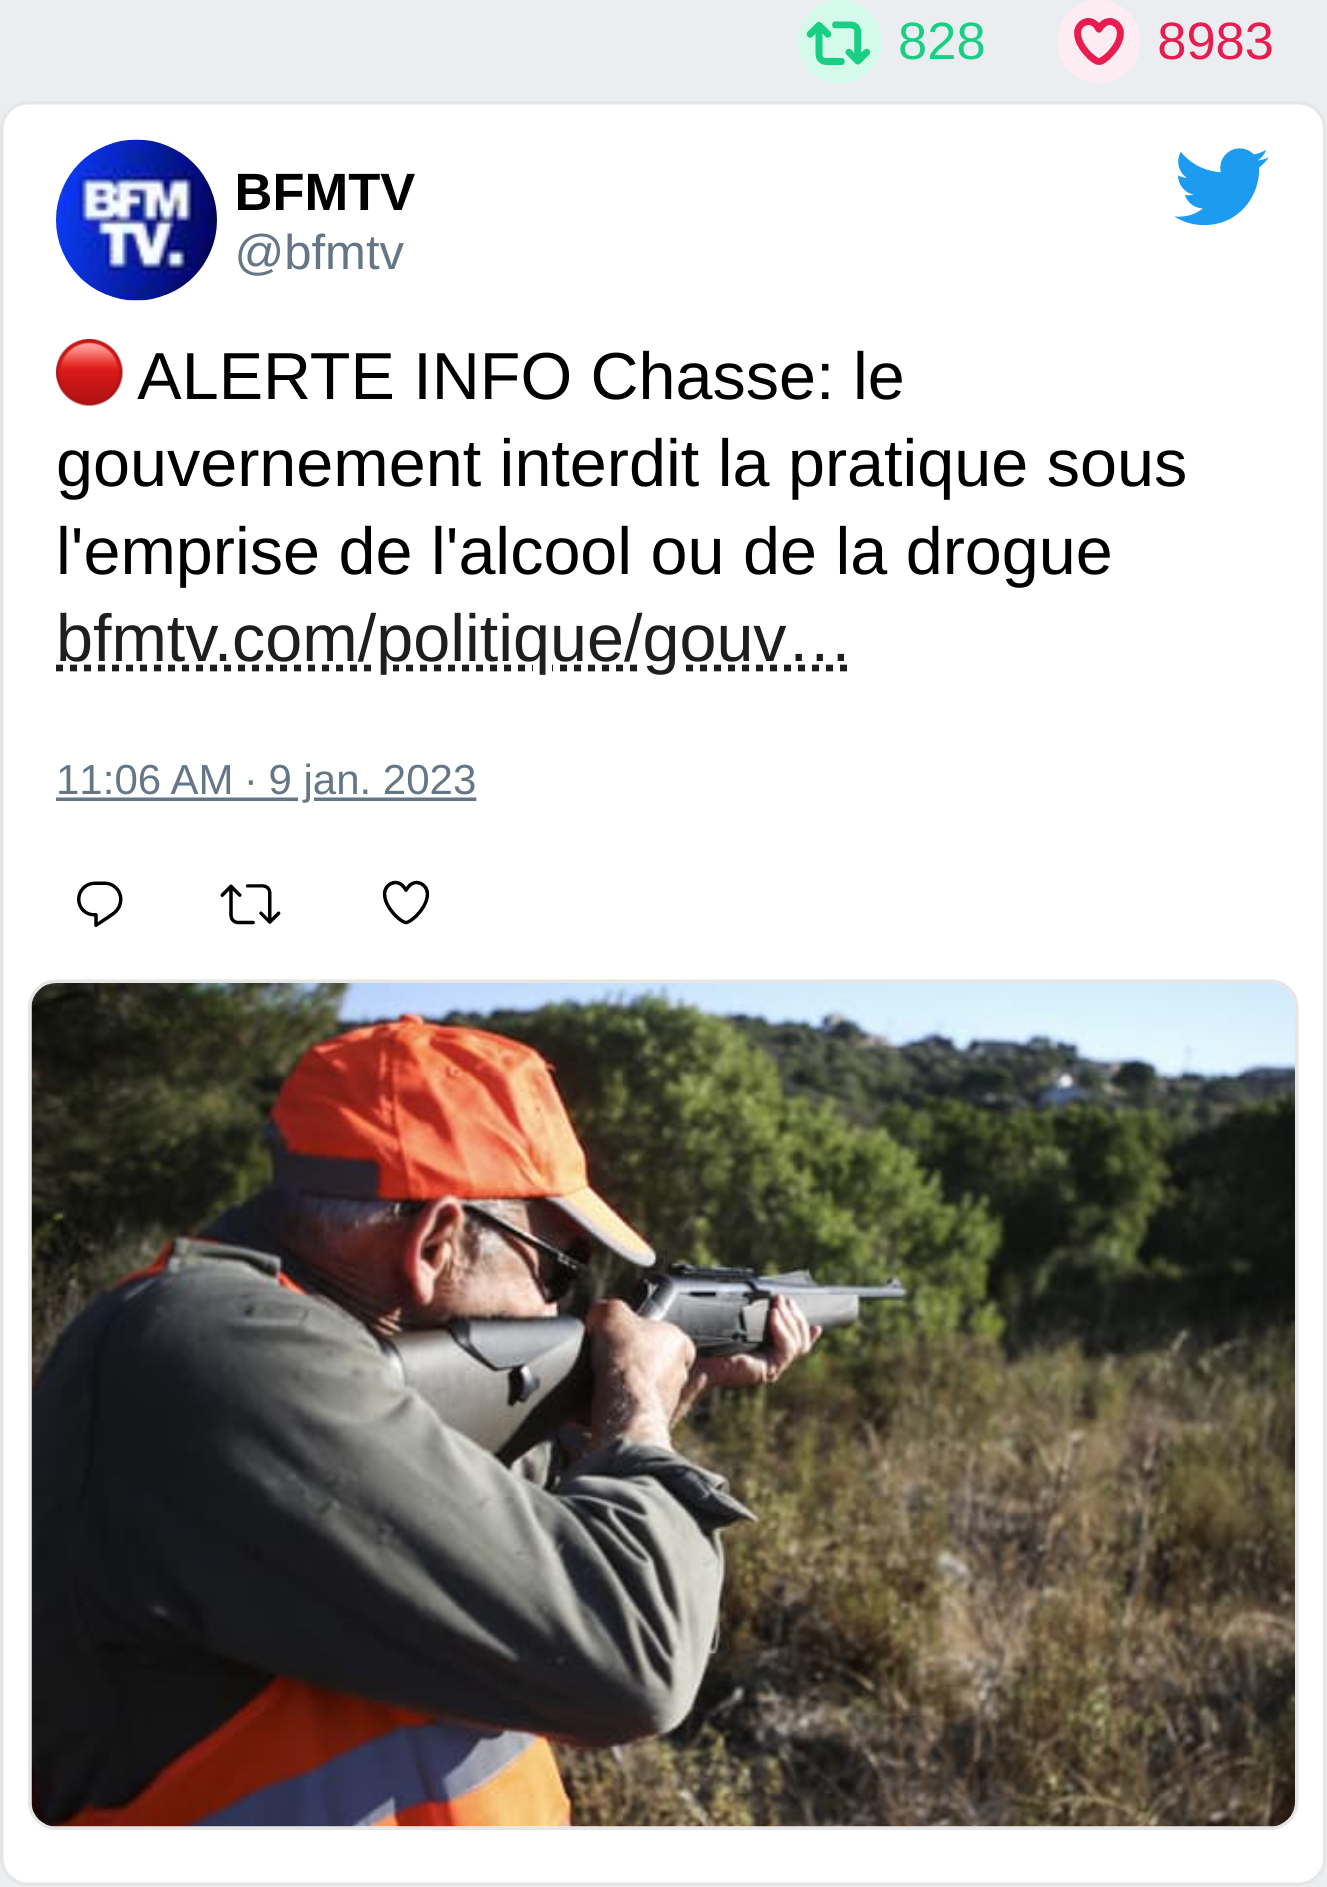 828 8983
BFM
TV.
BFMTV
@bfmtv
🔴 ALERTE INFO Chasse: le
gouvernement interdit la pratique sous
l'emprise de l'alcool ou de la drogue
bfmtv.com/politique/gouv…
11:06 AM · 9 jan. 2023